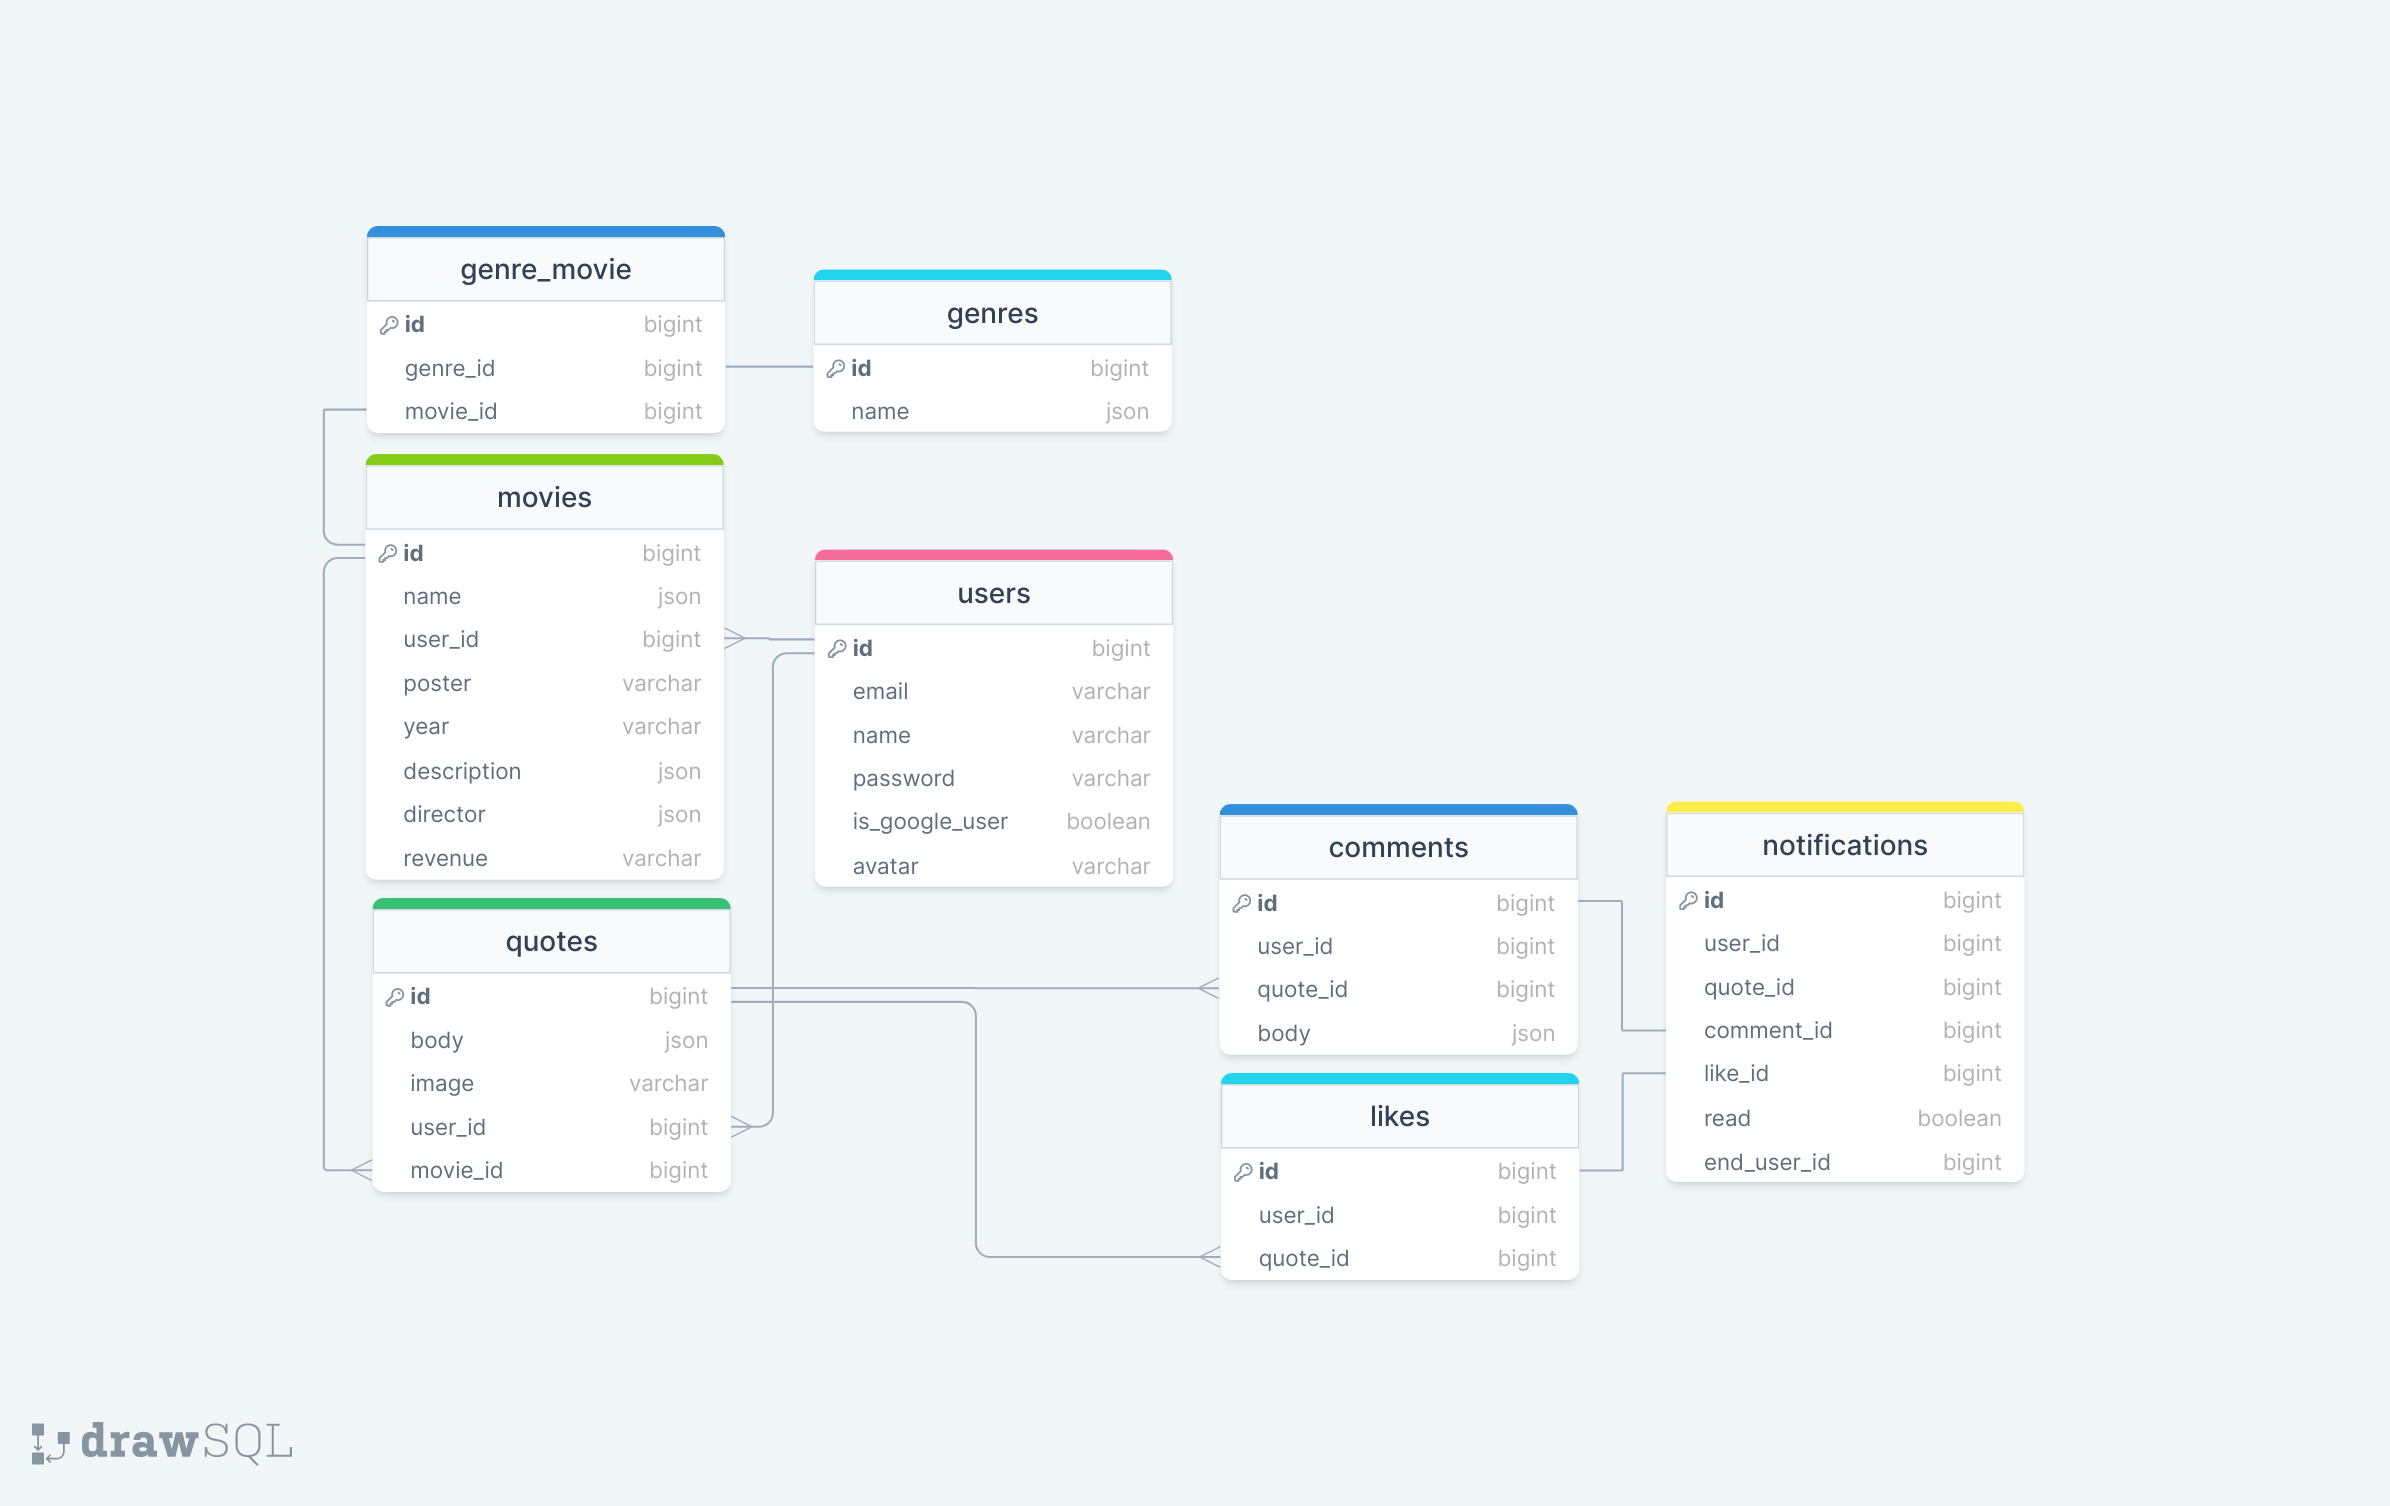 genre_movie
id bigint
genre_id bigint
movie_id bigint
genres
id bigint
name json
movies
id bigint
name json
user_id bigint
poster varchar
year varchar
description json
director json
revenue varchar
users
id bigint
email varchar
name varchar
password varchar
is_google_user boolean
avatar varchar
quotes
id bigint
body json
image varchar
user_id bigint
movie_id bigint
comments
id bigint
user_id bigint
quote_id bigint
body json
notifications
id bigint
user_id bigint
quote_id bigint
comment_id bigint
like_id bigint
read boolean
end_user_id bigint
likes
id bigint
user_id bigint
quote_id bigint
drawSQL